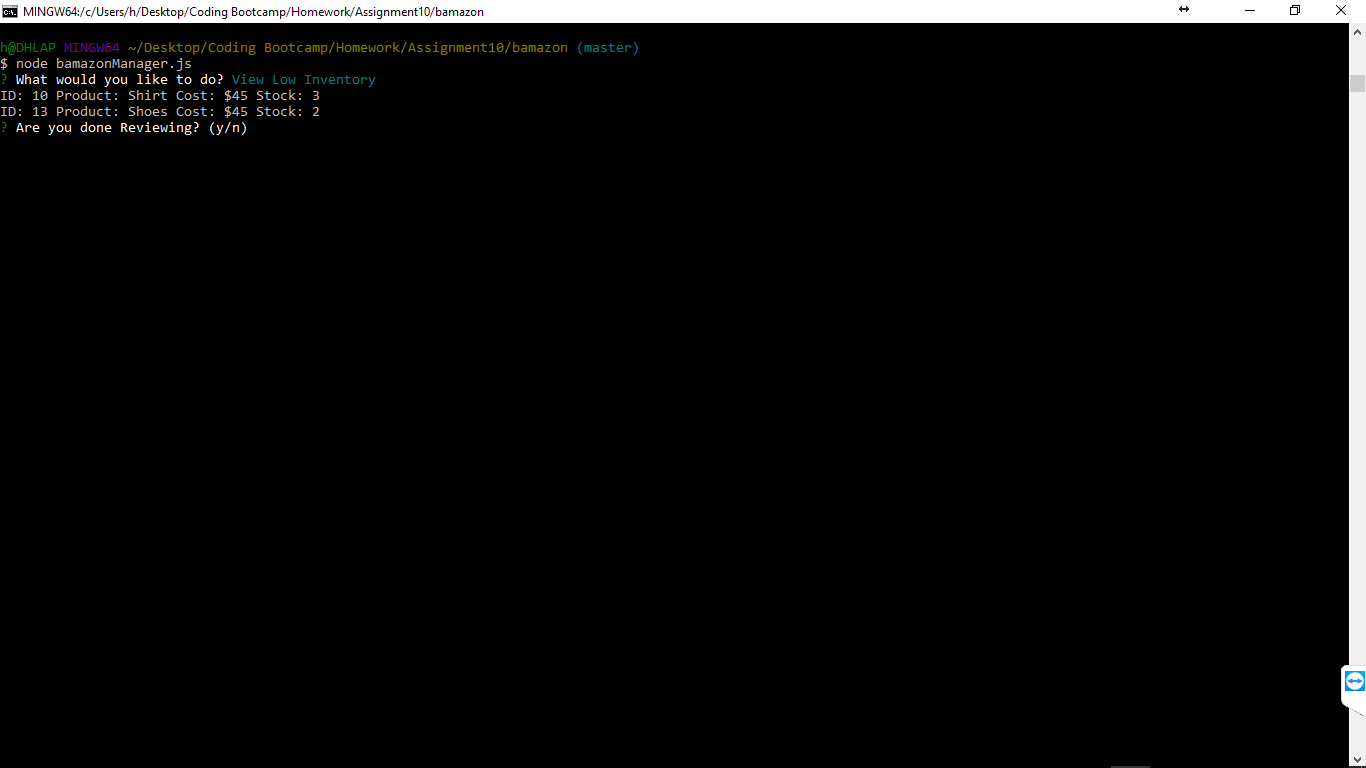 MINGW64:/c/Users/h/Desktop/Coding Bootcamp/Homework/Assignment10/bamazon
h@DHLAP MINGW64 ~/Desktop/Coding Bootcamp/Homework/Assignment10/bamazon (master)
$ node bamazonManager.js
? What would you like to do? View Low Inventory
ID: 10 Product: Shirt Cost: $45 Stock: 3
ID: 13 Product: Shoes Cost: $45 Stock: 2
? Are you done Reviewing? (y/n)